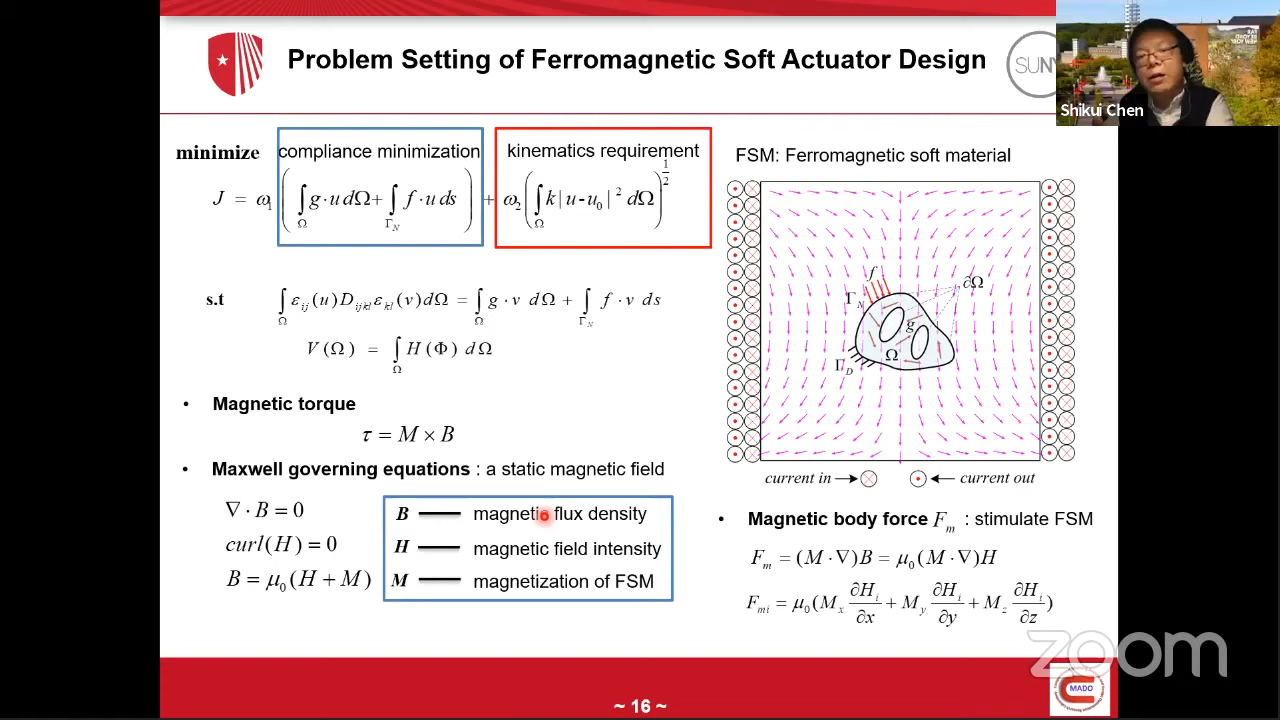 Problem Setting of Ferromagnetic Soft Actuator Design
SUNY
Shikui Chen
minimize
compliance minimization
kinematics requirement
J = ω₁ ( ∫_Ω g·u dΩ + ∫_Γ_N f·u ds ) + ω₂ ( ∫_Ω k| u - u₀ |² dΩ )^(1/2)
s.t
∫_Ω ε_ij (u) D_ijkl ε_kl (v) dΩ = ∫_Ω g·v dΩ + ∫_Γ_N f·v ds
V (Ω) = ∫_Ω H (Φ) dΩ
• Magnetic torque
τ = M × B
• Maxwell governing equations : a static magnetic field
∇ · B = 0
curl(H) = 0
B = μ₀ (H + M)
B — magnetic flux density
H — magnetic field intensity
M — magnetization of FSM
FSM: Ferromagnetic soft material
f
∂Ω
Γ_N
g
Ω
Γ_D
current in
current out
• Magnetic body force F_m : stimulate FSM
F_m = (M · ∇)B = μ₀ (M · ∇)H
F_mi = μ₀ (M_x ∂H_i/∂x + M_y ∂H_i/∂y + M_z ∂H_i/∂z)
zoom
MADO
~ 16 ~